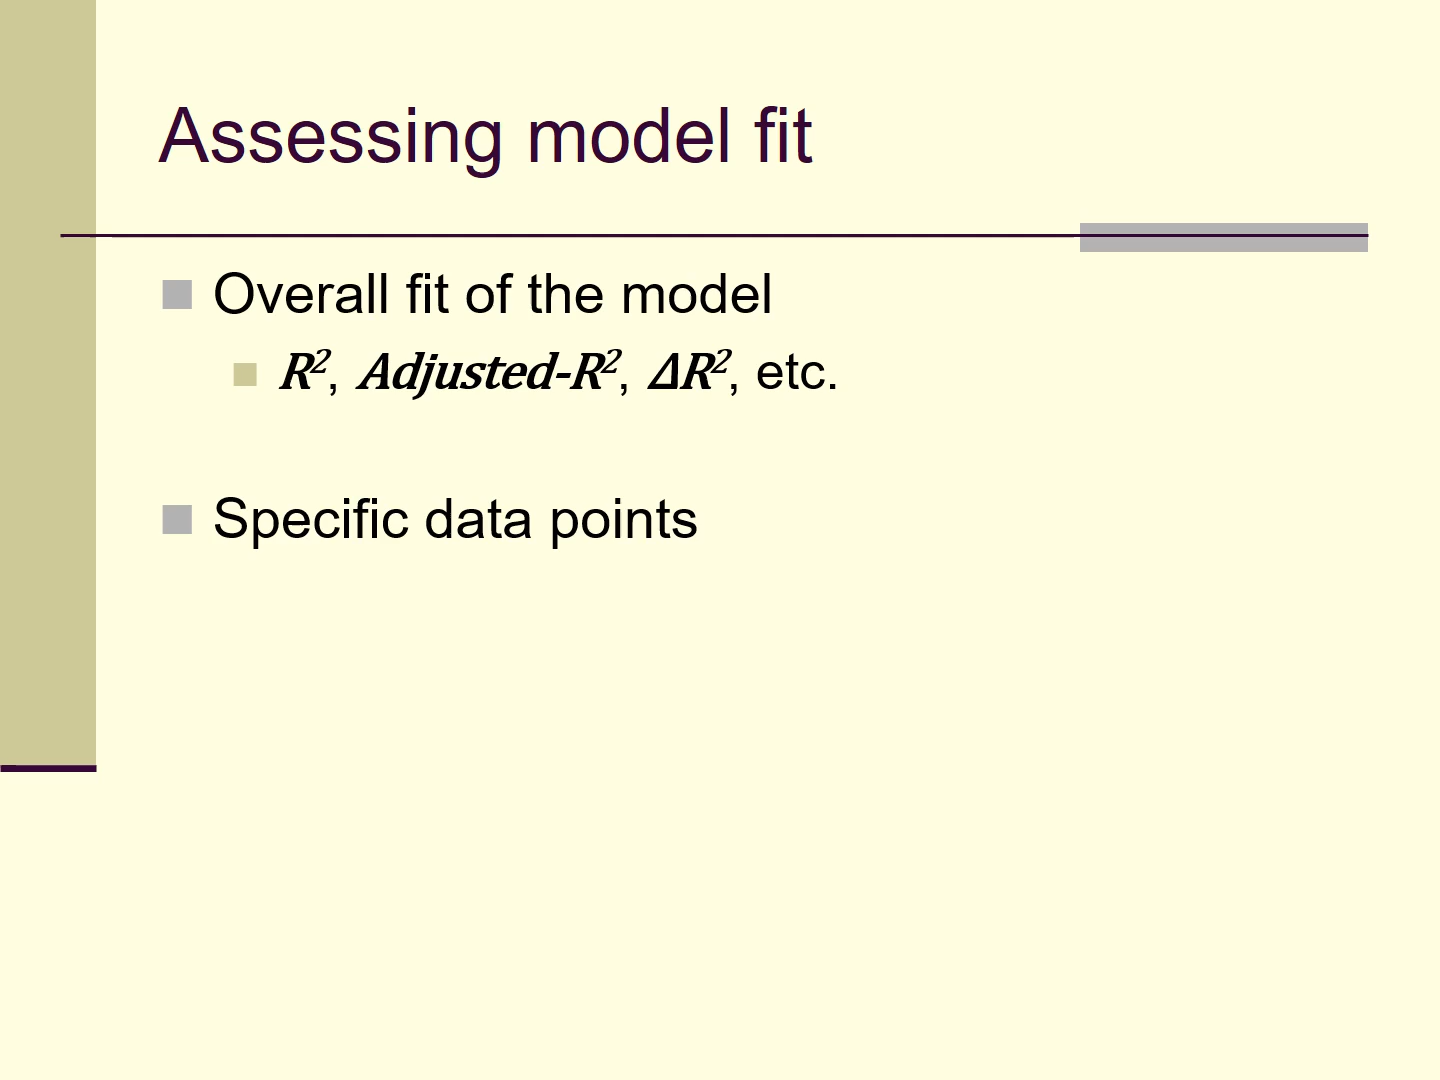 Assessing model fit
Overall fit of the model
R², Adjusted-R², ΔR², etc.
Specific data points